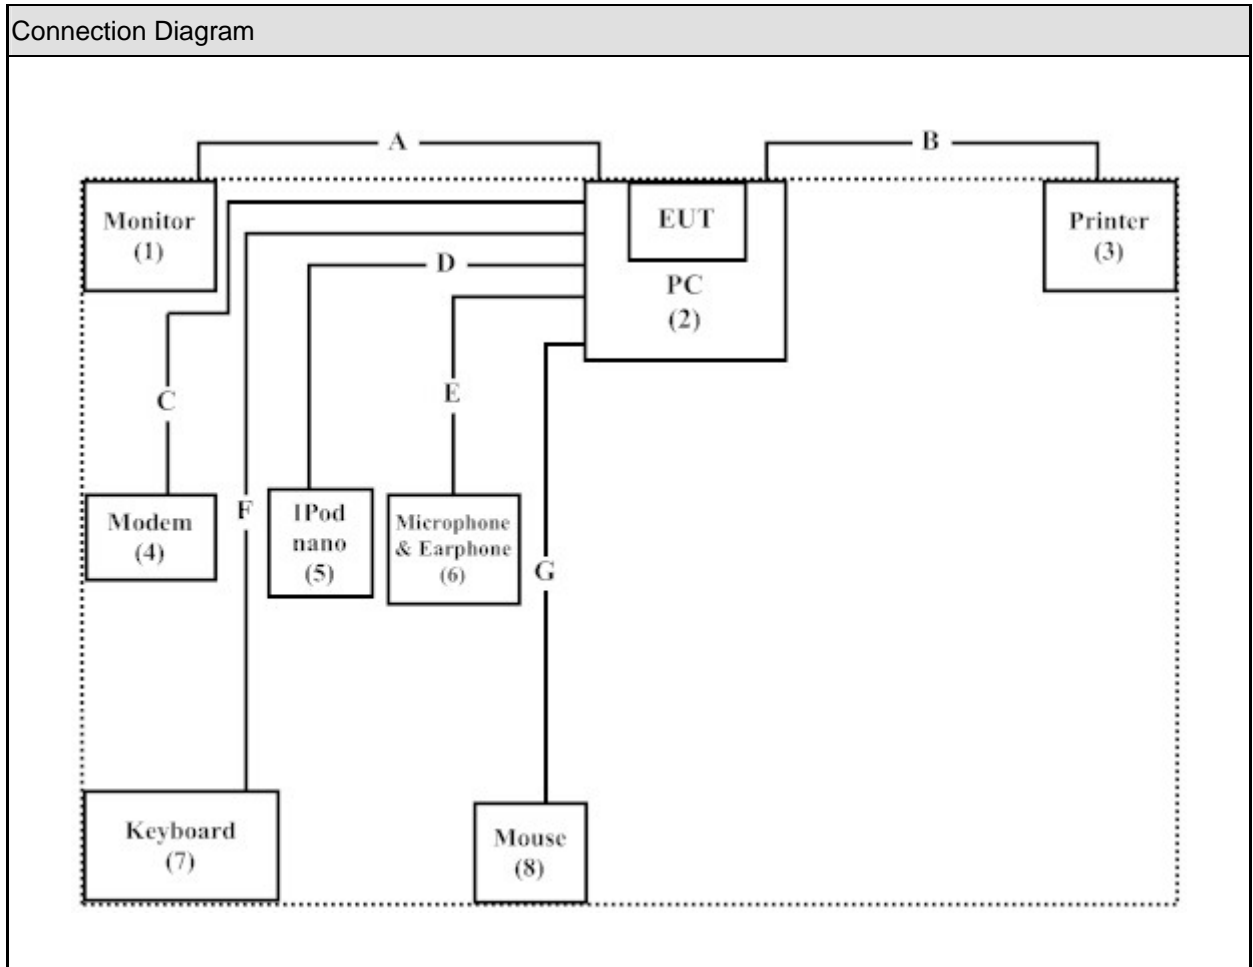 Connection Diagram
A
B
Monitor
(1)
EUT
PC
(2)
Printer
(3)
D
C
E
Modem
(4)
F
IPod
nano
(5)
Microphone
& Earphone
(6)
G
Keyboard
(7)
Mouse
(8)